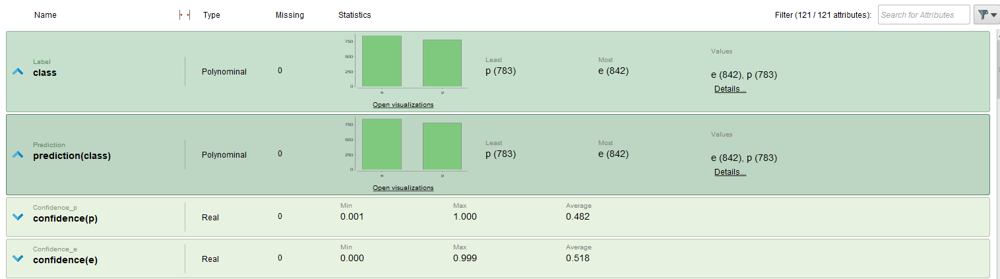 Name Type Missing Statistics Filter (121 / 121 attributes): Search for Attributes
Label
class
Polynominal
0
750
500
250
0
e p
Open visualizations
Least
p (783)
Most
e (842)
Values
e (842), p (783)
Details...
Prediction
prediction(class)
Polynominal
0
750
500
250
0
e p
Open visualizations
Least
p (783)
Most
e (842)
Values
e (842), p (783)
Details...
Confidence_p
confidence(p)
Real
0
Min
0.001
Max
1.000
Average
0.482
Confidence_e
confidence(e)
Real
0
Min
0.000
Max
0.999
Average
0.518